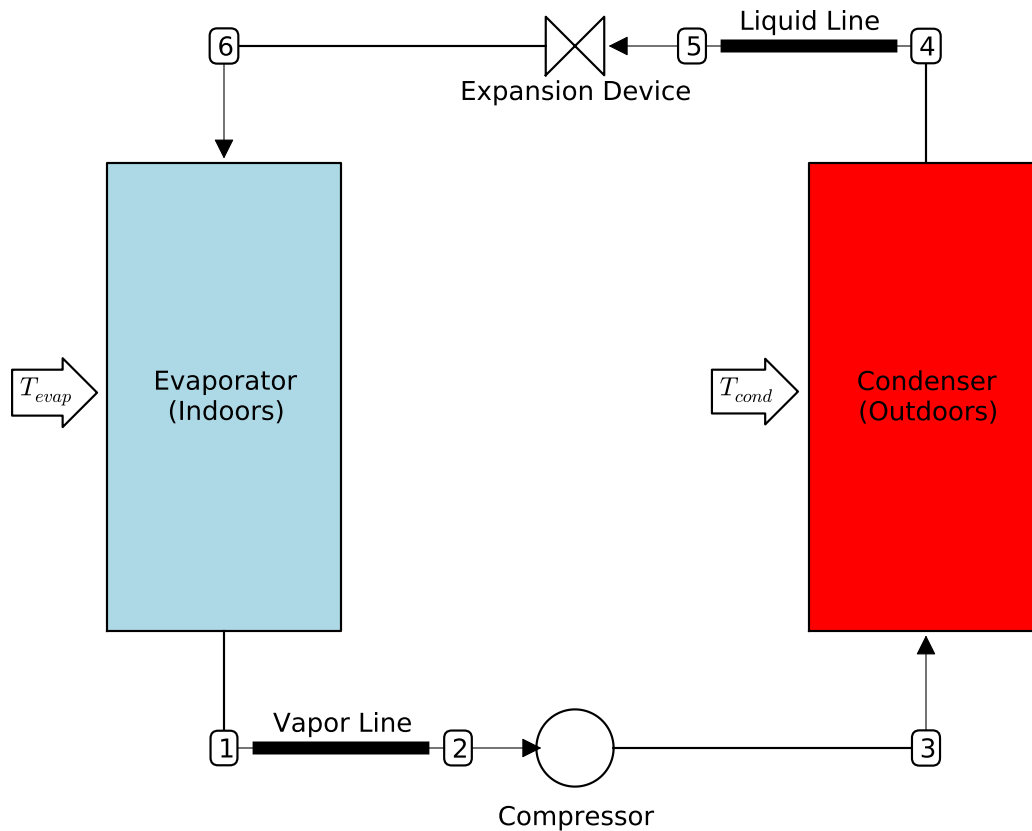 Liquid Line
6
5
4
Expansion Device
Evaporator
(Indoors)
Condenser
(Outdoors)
T_evap
T_cond
Vapor Line
1
2
3
Compressor